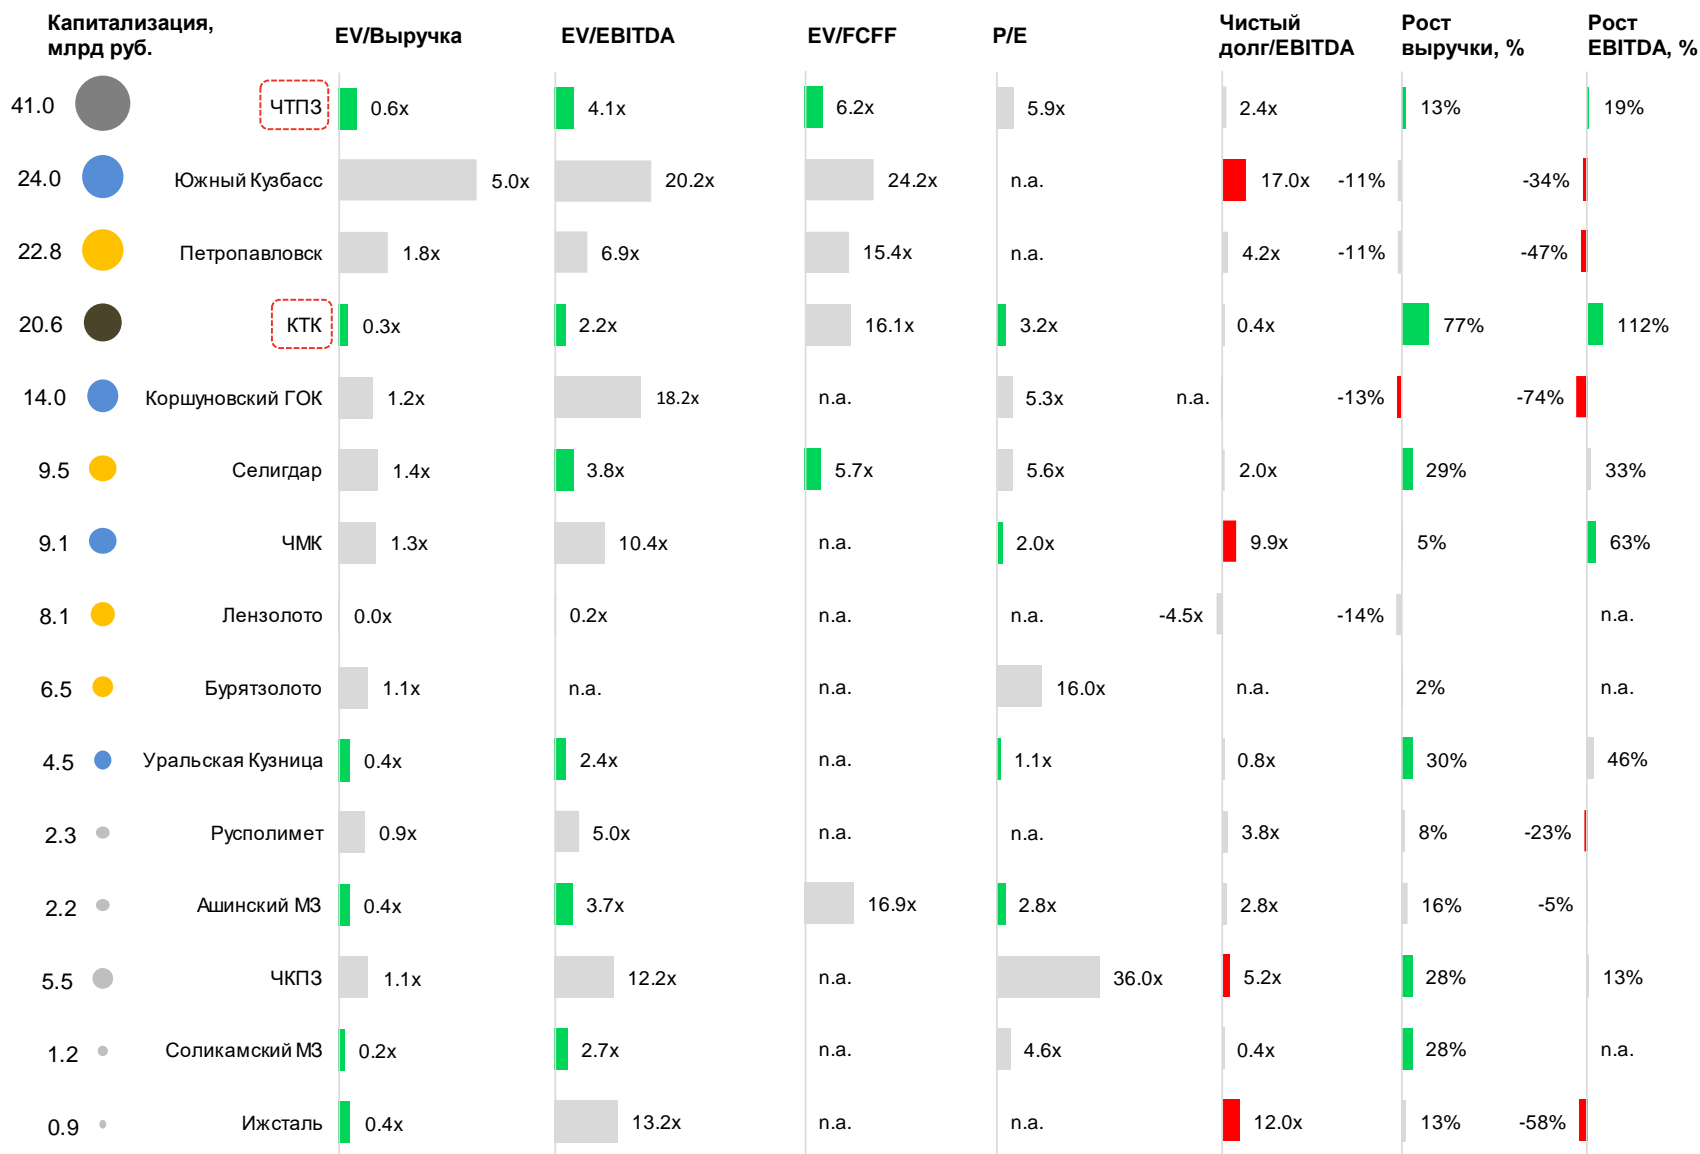 Капитализация, млрд руб. EV/Выручка EV/EBITDA EV/FCFF P/E Чистый долг/EBITDA Рост выручки, % Рост EBITDA, %
41.0 ЧТПЗ 0.6x 4.1x 6.2x 5.9x 2.4x 13% 19%
24.0 Южный Кузбасс 5.0x 20.2x 24.2x n.a. 17.0x -11% -34%
22.8 Петропавловск 1.8x 6.9x 15.4x n.a. 4.2x -11% -47%
20.6 КТК 0.3x 2.2x 16.1x 3.2x 0.4x 77% 112%
14.0 Коршуновский ГОК 1.2x 18.2x n.a. 5.3x n.a. -13% -74%
9.5 Селигдар 1.4x 3.8x 5.7x 5.6x 2.0x 29% 33%
9.1 ЧМК 1.3x 10.4x n.a. 2.0x 9.9x 5% 63%
8.1 Лензолото 0.0x 0.2x n.a. n.a. -4.5x -14% n.a.
6.5 Бурятзолото 1.1x n.a. n.a. 16.0x n.a. 2% n.a.
4.5 Уральская Кузница 0.4x 2.4x n.a. 1.1x 0.8x 30% 46%
2.3 Русполимет 0.9x 5.0x n.a. n.a. 3.8x 8% -23%
2.2 Ашинский МЗ 0.4x 3.7x 16.9x 2.8x 2.8x 16% -5%
5.5 ЧКПЗ 1.1x 12.2x n.a. 36.0x 5.2x 28% 13%
1.2 Соликамский МЗ 0.2x 2.7x n.a. 4.6x 0.4x 28% n.a.
0.9 Ижсталь 0.4x 13.2x n.a. n.a. 12.0x 13% -58%